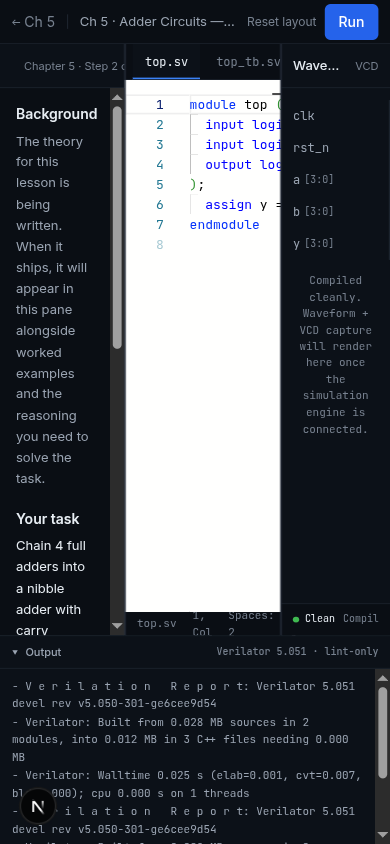 ← Ch 5
Ch 5 · Adder Circuits —...
Reset layout
Run
Chapter 5 · Step 2
top.sv
top_tb.sv
Wave...
VCD
Background
The theory
for this
lesson is
being
written.
When it
ships, it will
appear in
this pane
alongside
worked
examples
and the
reasoning
you need to
solve the
task.
Your task
Chain 4 full
adders into
a nibble
adder with
carry
1 module top (
2 input logi
3 input logi
4 output log
5 );
6 assign y =
7 endmodule
8
top.sv
1,
Col
Spaces:
2
clk
rst_n
a [3:0]
b [3:0]
y [3:0]
Compiled
cleanly.
Waveform +
VCD capture
will render
here once
the
simulation
engine is
connected.
Clean Compil
Output
Verilator 5.051 · lint-only
- V e r i l a t i o n R e p o r t: Verilator 5.051
devel rev v5.050-301-ge6cee9d54
- Verilator: Built from 0.028 MB sources in 2
modules, into 0.012 MB in 3 C++ files needing 0.000
MB
- Verilator: Walltime 0.025 s (elab=0.001, cvt=0.007,
000); cpu 0.000 s on 1 threads
i l a t i o n R e p o r t: Verilator 5.051
devel rev v5.050-301-ge6cee9d54
N